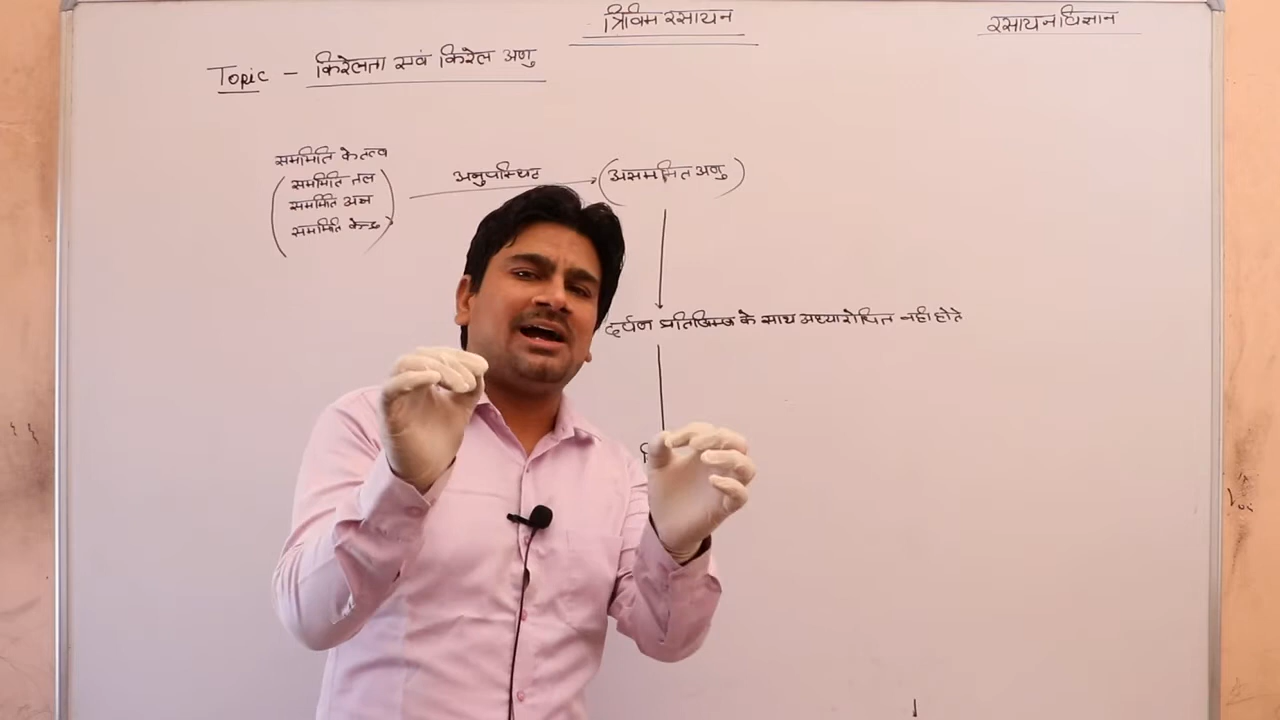 त्रिविम रसायन
रसायन विज्ञान
Topic – किरेलता एवं किरेल अणु
सममिति के तत्व
सममिति तल
सममिति अक्ष
सममिति केन्द्र
अनुपस्थित
(असममित अणु)
दर्पण प्रतिबिम्ब के साथ अध्यारोपित नहीं होते